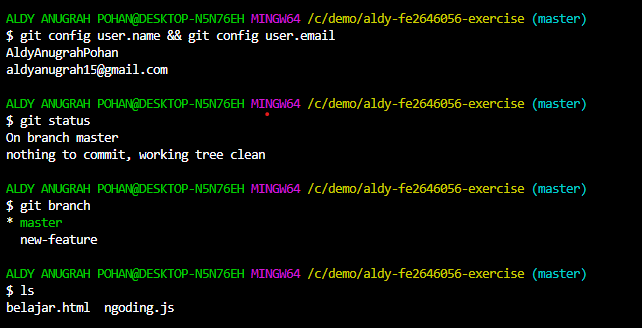 ALDY ANUGRAH POHAN@DESKTOP-N5N76EH MINGW64 /c/demo/aldy-fe2646056-exercise (master)
$ git config user.name && git config user.email
AldyAnugrahPohan
aldyanugrah15@gmail.com
ALDY ANUGRAH POHAN@DESKTOP-N5N76EH MINGW64 /c/demo/aldy-fe2646056-exercise (master)
$ git status
On branch master
nothing to commit, working tree clean
ALDY ANUGRAH POHAN@DESKTOP-N5N76EH MINGW64 /c/demo/aldy-fe2646056-exercise (master)
$ git branch
* master
  new-feature
ALDY ANUGRAH POHAN@DESKTOP-N5N76EH MINGW64 /c/demo/aldy-fe2646056-exercise (master)
$ ls
belajar.html  ngoding.js